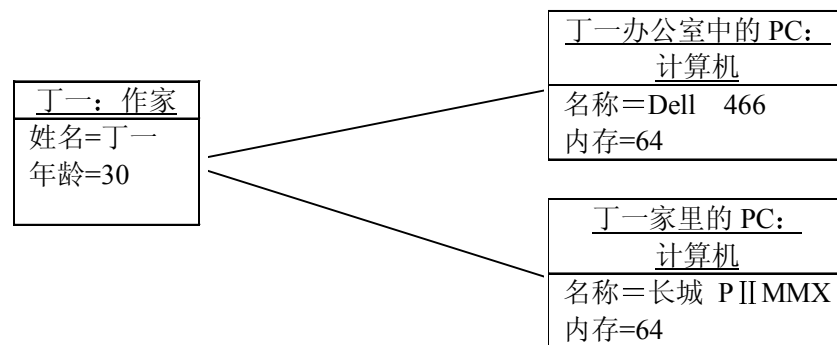 丁一：作家
姓名=丁一
年龄=30
丁一办公室中的 PC：
计算机
名称＝Dell 466
内存=64
丁一家里的 PC：
计算机
名称＝长城 PⅡMMX
内存=64